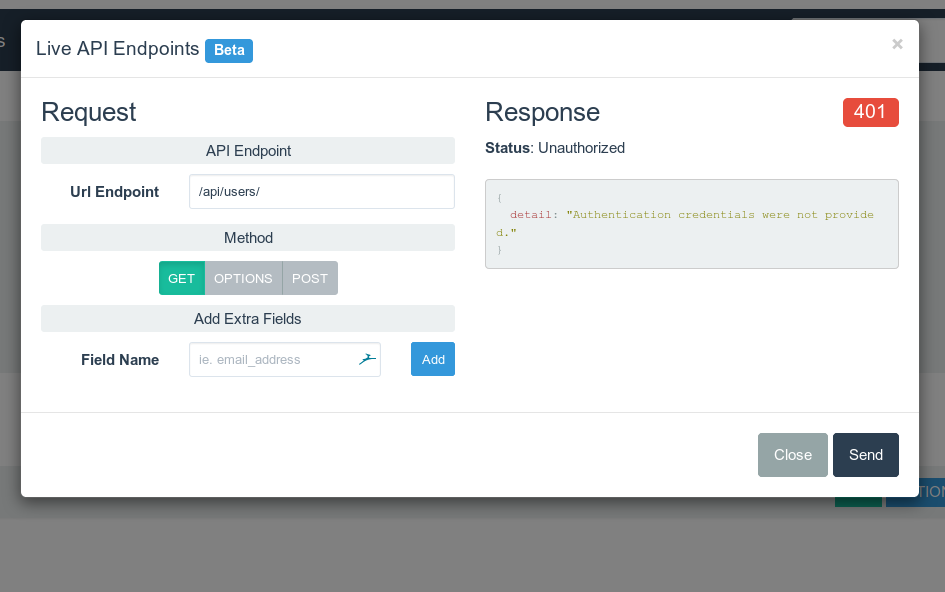 Live API Endpoints Beta
×
Request
API Endpoint
Url Endpoint /api/users/
Method
GET OPTIONS POST
Add Extra Fields
Field Name ie. email_address Add
Response 401
Status: Unauthorized
{
detail: "Authentication credentials were not provide
d."
}
Close Send